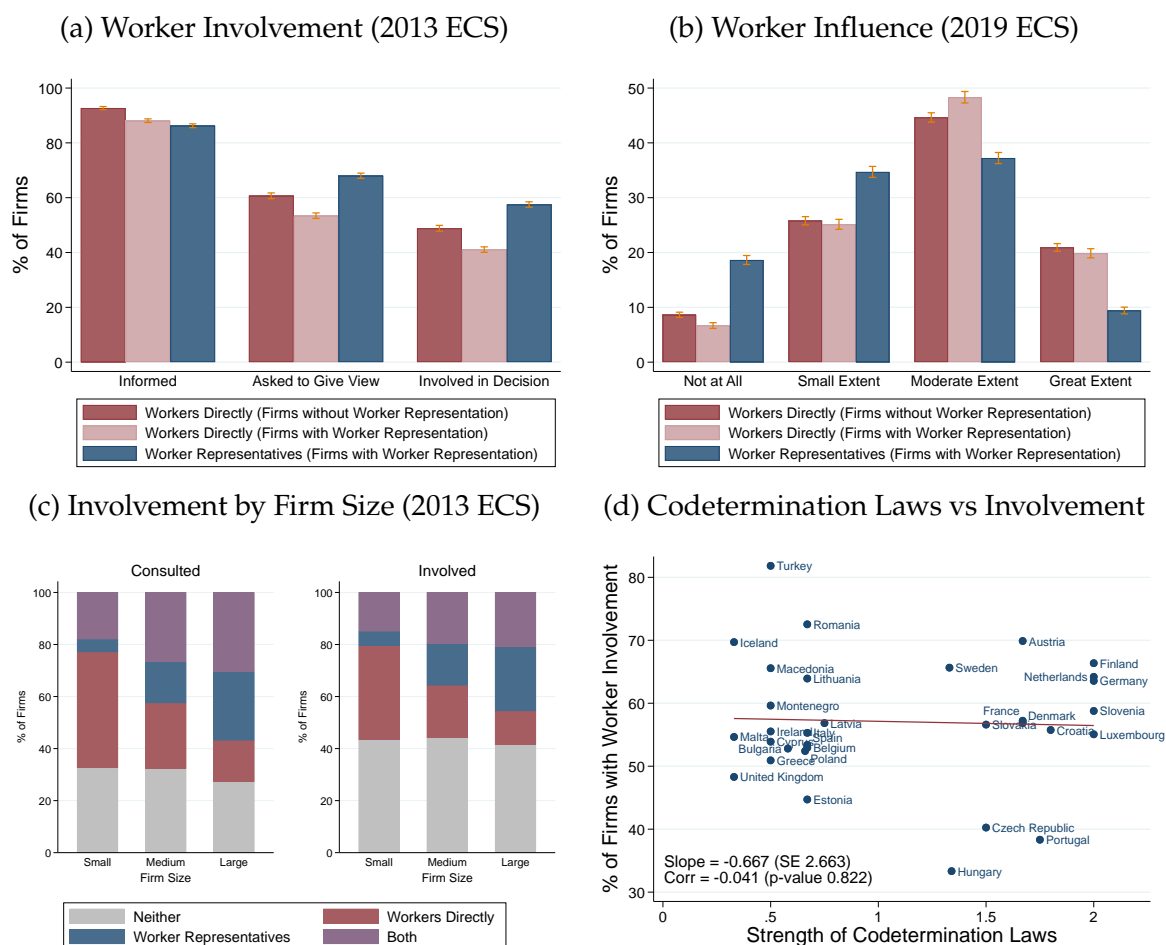 (a) Worker Involvement (2013 ECS)
% of Firms
100
80
60
40
20
0
Informed
Asked to Give View
Involved in Decision
Workers Directly (Firms without Worker Representation)
Workers Directly (Firms with Worker Representation)
Worker Representatives (Firms with Worker Representation)
(b) Worker Influence (2019 ECS)
% of Firms
50
40
30
20
10
0
Not at All
Small Extent
Moderate Extent
Great Extent
Workers Directly (Firms without Worker Representation)
Workers Directly (Firms with Worker Representation)
Worker Representatives (Firms with Worker Representation)
(c) Involvement by Firm Size (2013 ECS)
Consulted
% of Firms
100
80
60
40
20
0
Small
Medium
Large
Firm Size
Involved
% of Firms
100
80
60
40
20
0
Small
Medium
Large
Firm Size
Neither
Workers Directly
Worker Representatives
Both
(d) Codetermination Laws vs Involvement
% of Firms with Worker Involvement
80
70
60
50
40
30
Turkey
Romania
Iceland
Austria
Macedonia
Lithuania
Sweden
Finland
Netherlands
Germany
Montenegro
Slovenia
France
Denmark
Latvia
Slovakia
Croatia
Luxembourg
Malta
Ireland
Italy
Cyprus
Spain
Bulgaria
Belgium
Poland
Greece
United Kingdom
Estonia
Czech Republic
Portugal
Hungary
Slope = -0.667 (SE 2.663)
Corr = -0.041 (p-value 0.822)
0
.5
1
1.5
2
Strength of Codetermination Laws